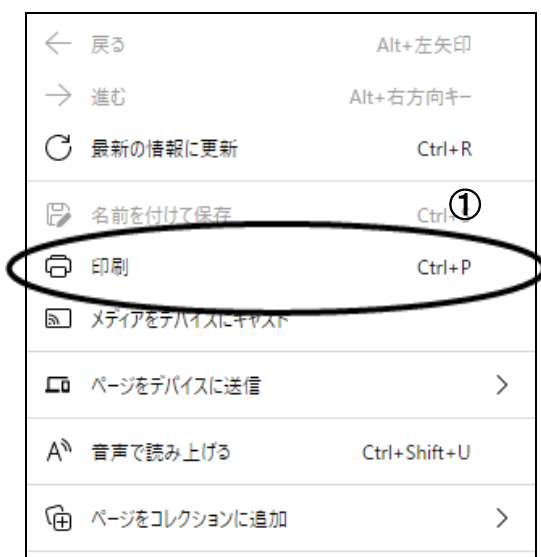 戻る Alt+左矢印
進む Alt+右方向キー
最新の情報に更新 Ctrl+R
名前を付けて保存 Ctrl+
①
印刷 Ctrl+P
メディアをデバイスにキャスト
ページをデバイスに送信
音声で読み上げる Ctrl+Shift+U
ページをコレクションに追加